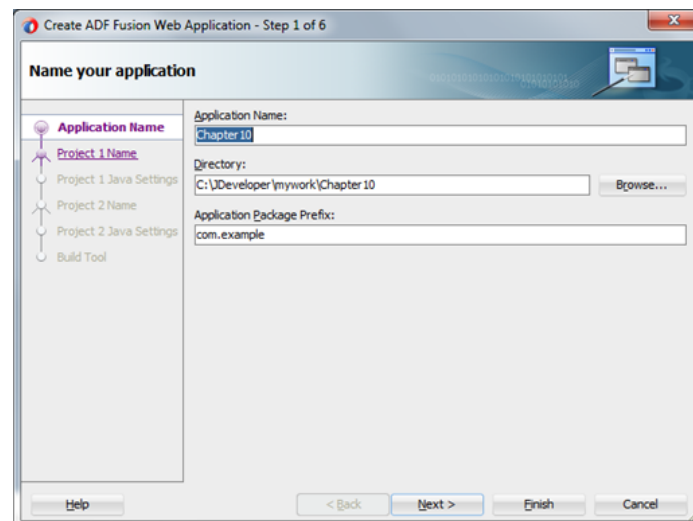 Create ADF Fusion Web Application - Step 1 of 6
Name your application
Application Name
Project 1 Name
Project 1 Java Settings
Project 2 Name
Project 2 Java Settings
Build Tool
Application Name:
Chapter10
Directory:
C:\JDeveloper\mywork\Chapter10
Browse...
Application Package Prefix:
com.example
Help
< Back
Next >
Finish
Cancel